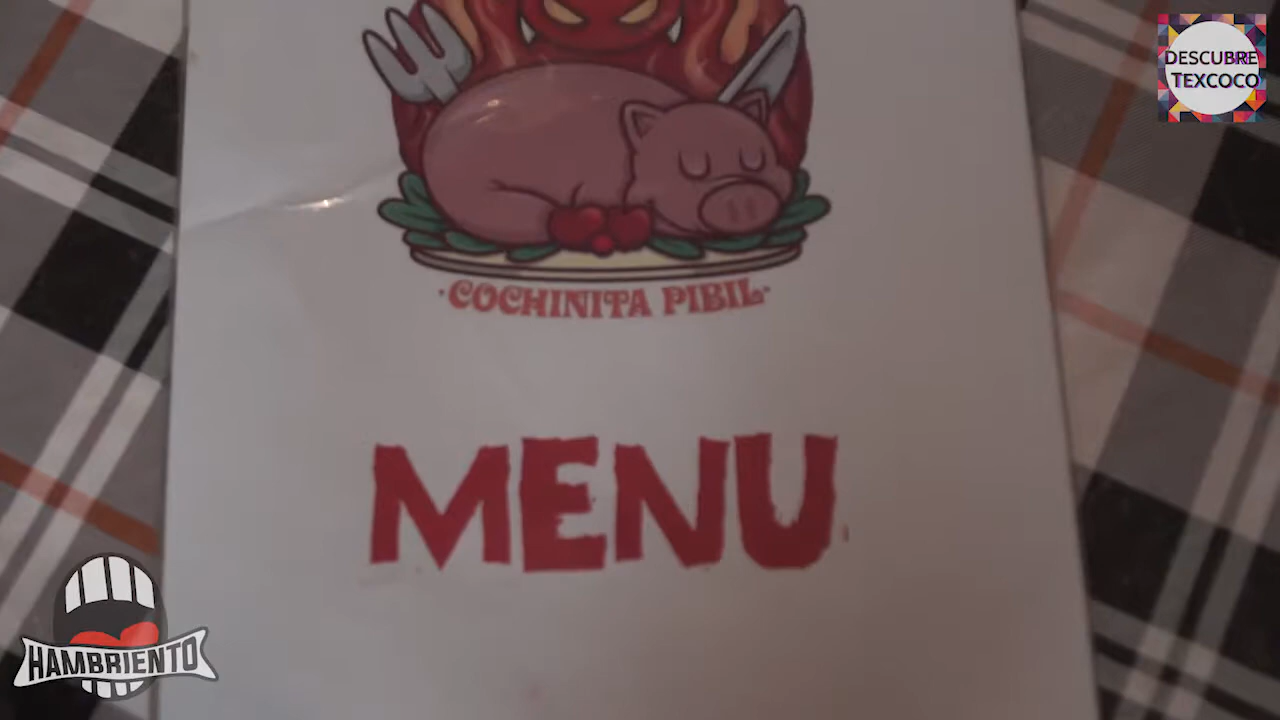 DESCUBRE
TEXCOCO
·COCHINITA PIBIL·
MENU
HAMBRIENTO